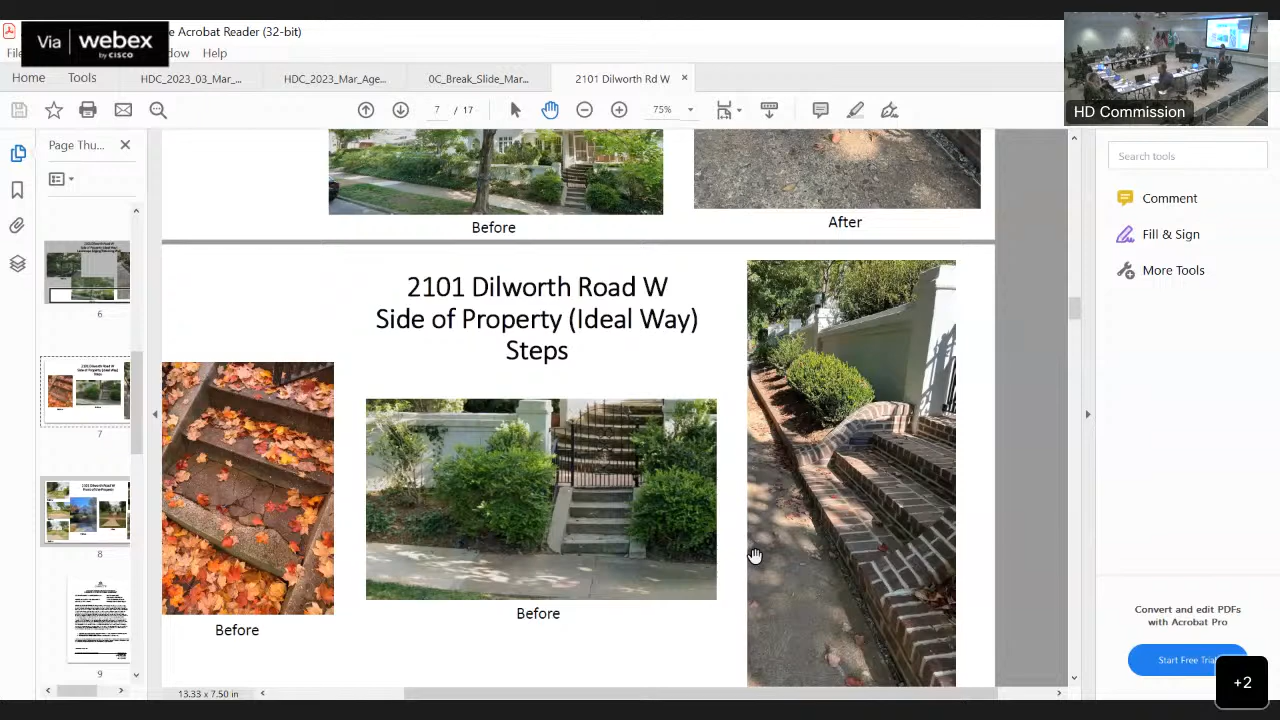 Via webex
by CISCO
e Acrobat Reader (32-bit)
HD Commission
dow Help
Home Tools HDC_2023_03_Mar_... HDC_2023_Mar_Age... 0C_Break_Slide_Mar... 2101 Dilworth Rd W ×
7 / 17 75%
Page Thu...
Search tools
Comment
Fill & Sign
More Tools
Before
After
2101 Dilworth Road W
Side of Property (Ideal Way)
Steps
6
7
8
9
Before
Before
Convert and edit PDFs
with Acrobat Pro
Start Free Trial
+2
13.33 x 7.50 in